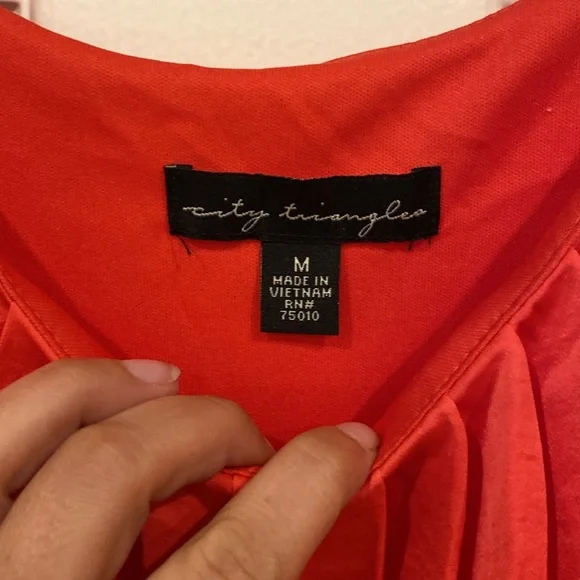 city triangles
M
MADE IN
VIETNAM
RN#
75010